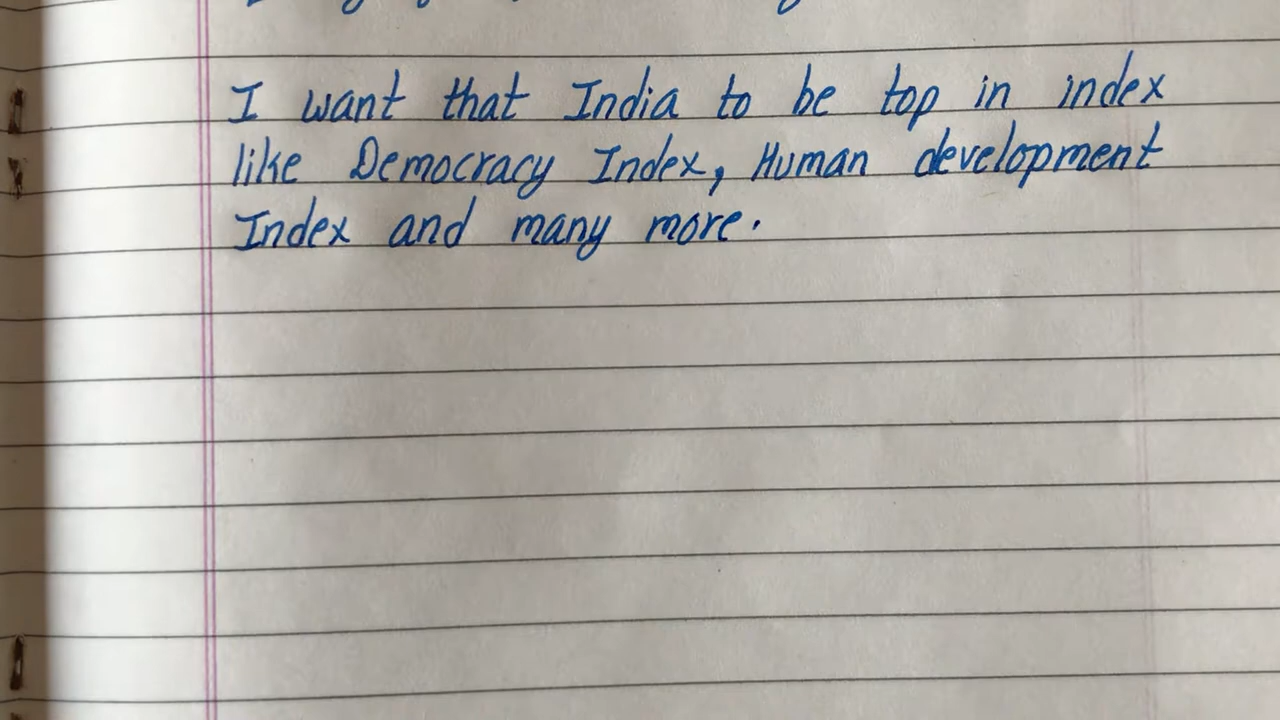 I want that India to be top in index
like Democracy Index, Human development
Index and many more.